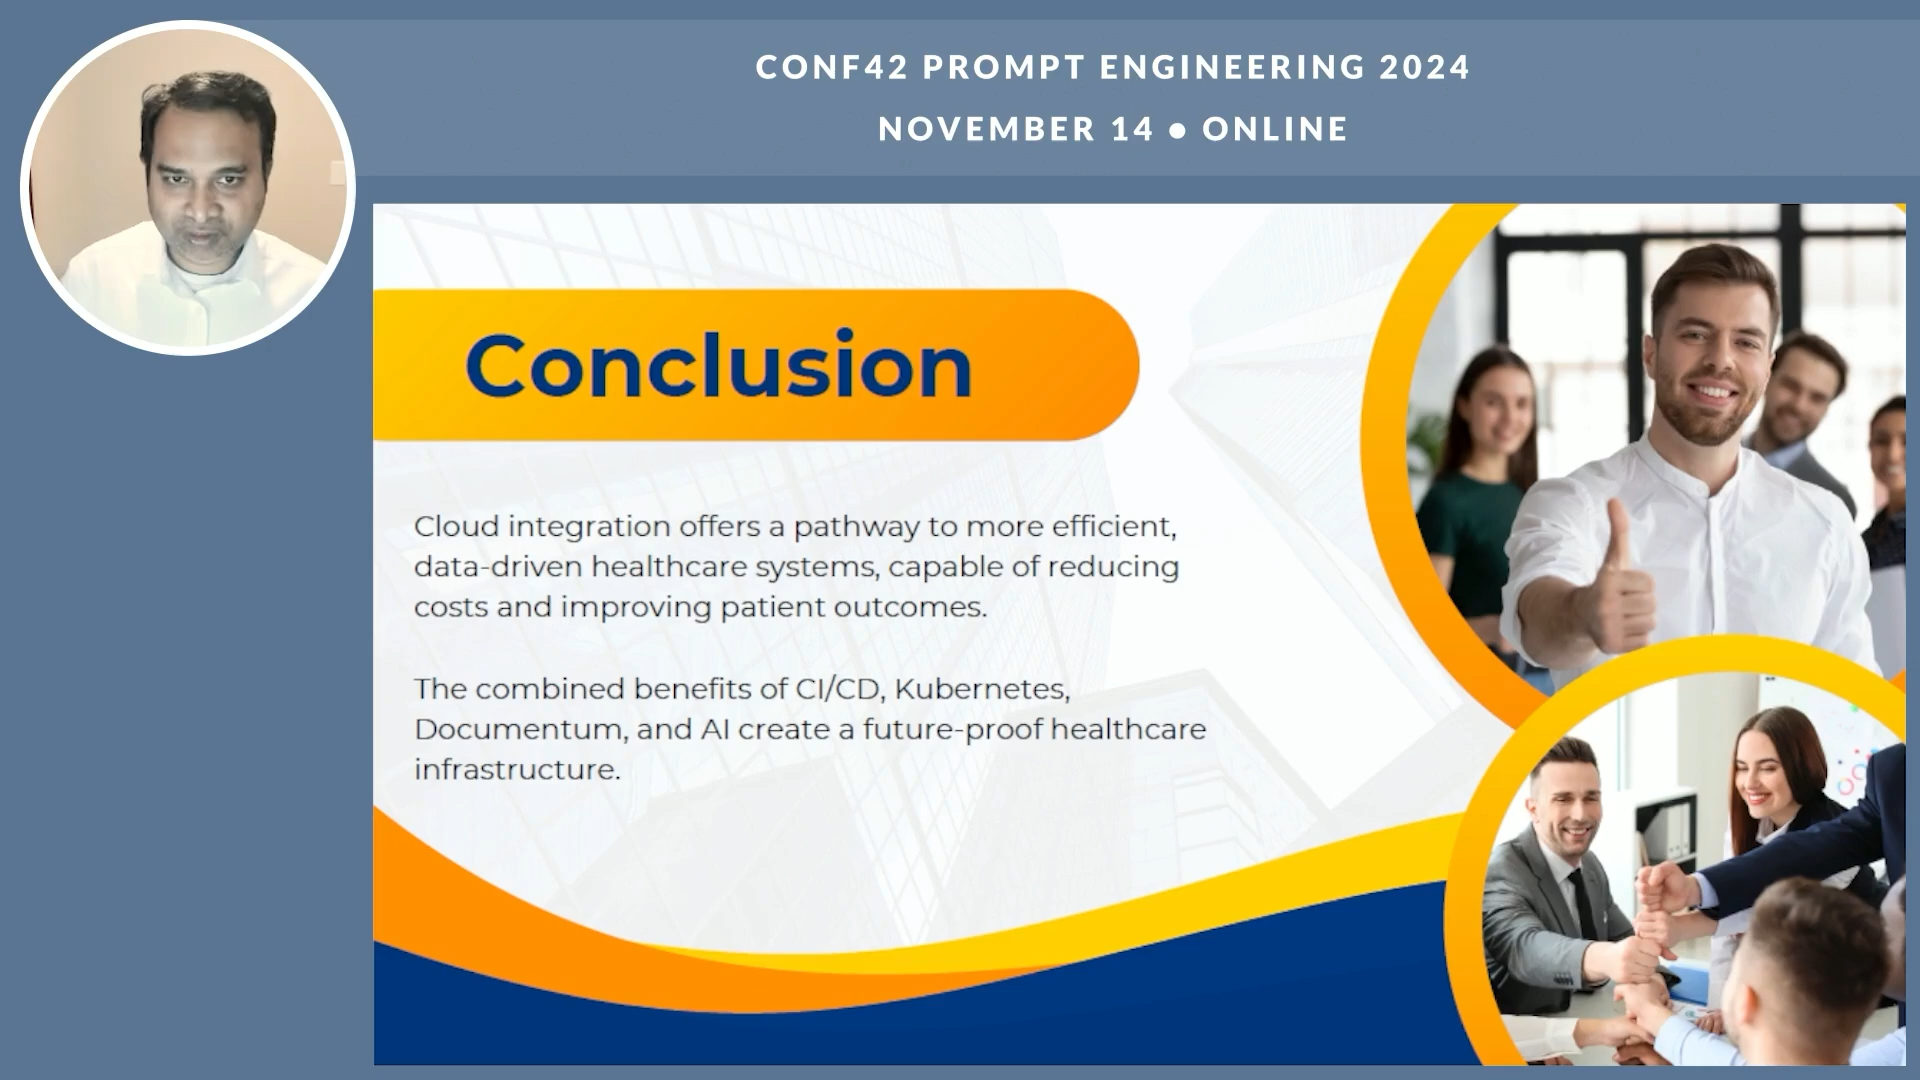 CONF42 PROMPT ENGINEERING 2024
NOVEMBER 14 ● ONLINE
Conclusion
Cloud integration offers a pathway to more efficient,
data-driven healthcare systems, capable of reducing
costs and improving patient outcomes.
The combined benefits of CI/CD, Kubernetes,
Documentum, and AI create a future-proof healthcare
infrastructure.